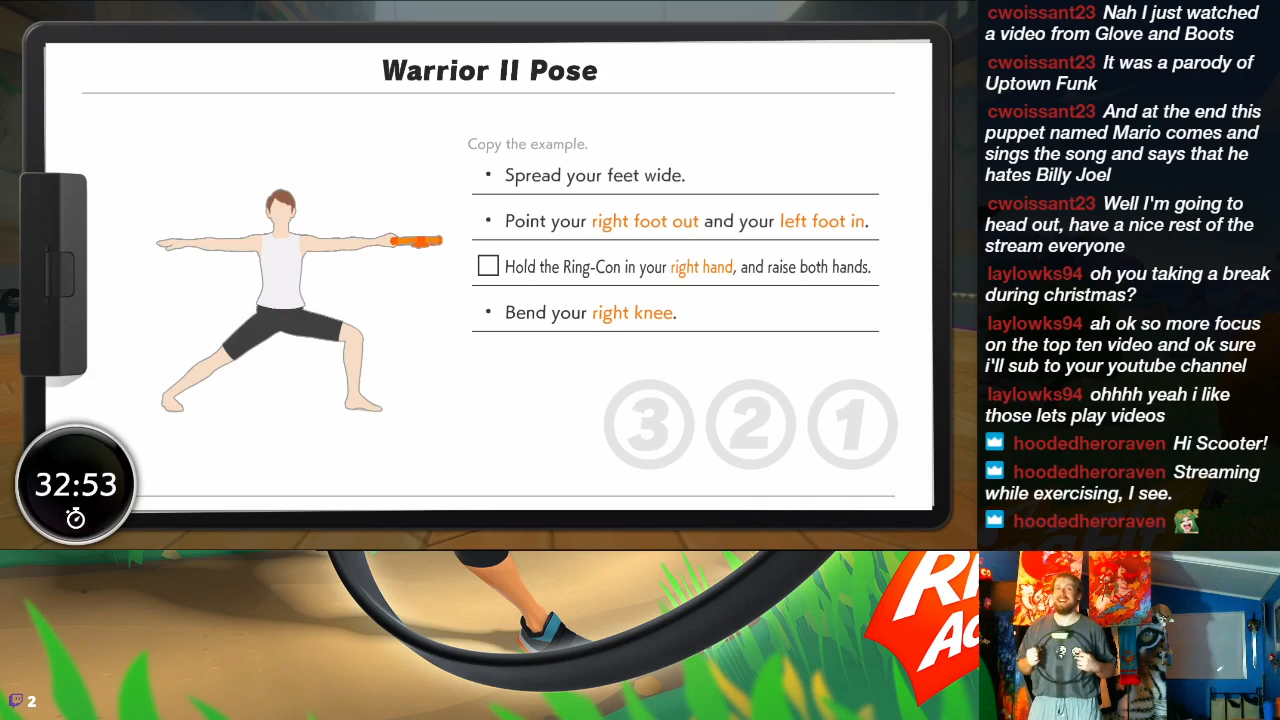 Warrior II Pose
Copy the example.
• Spread your feet wide.
• Point your right foot out and your left foot in.
Hold the Ring-Con in your right hand, and raise both hands.
• Bend your right knee.
3 2 1
32:53
2
cwoissant23 Nah I just watched
a video from Glove and Boots
cwoissant23 It was a parody of
Uptown Funk
cwoissant23 And at the end this
puppet named Mario comes and
sings the song and says that he
hates Billy Joel
cwoissant23 Well I'm going to
head out, have a nice rest of the
stream everyone
laylowks94 oh you taking a break
during christmas?
laylowks94 ah ok so more focus
on the top ten video and ok sure
i'll sub to your youtube channel
laylowks94 ohhhh yeah i like
those lets play videos
hoodedheroraven Hi Scooter!
hoodedheroraven Streaming
while exercising, I see.
hoodedheroraven